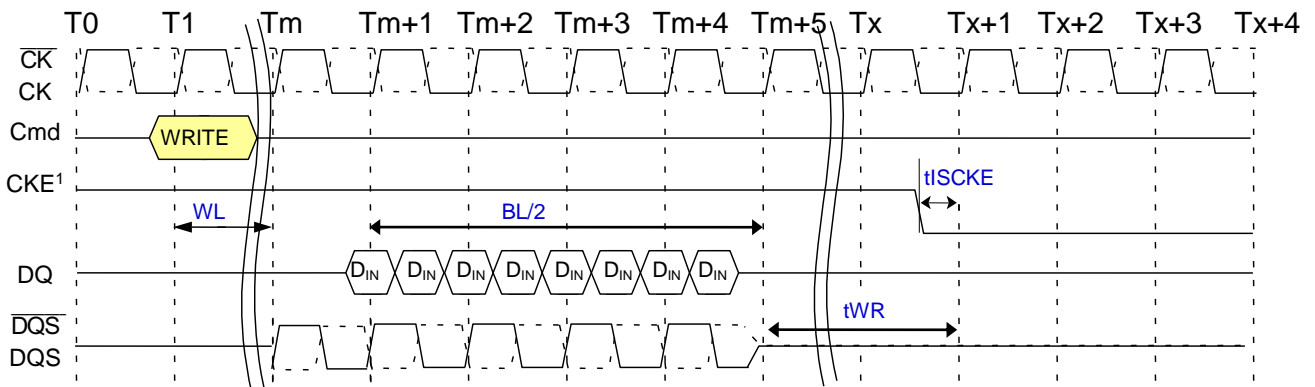 T0 T1 Tm Tm+1 Tm+2 Tm+3 Tm+4 Tm+5 Tx Tx+1 Tx+2 Tx+3 Tx+4
CK
CK
Cmd WRITE
CKE¹ tISCKE
WL BL/2
DQ DIN DIN DIN DIN DIN DIN DIN DIN
tWR
DQS
DQS